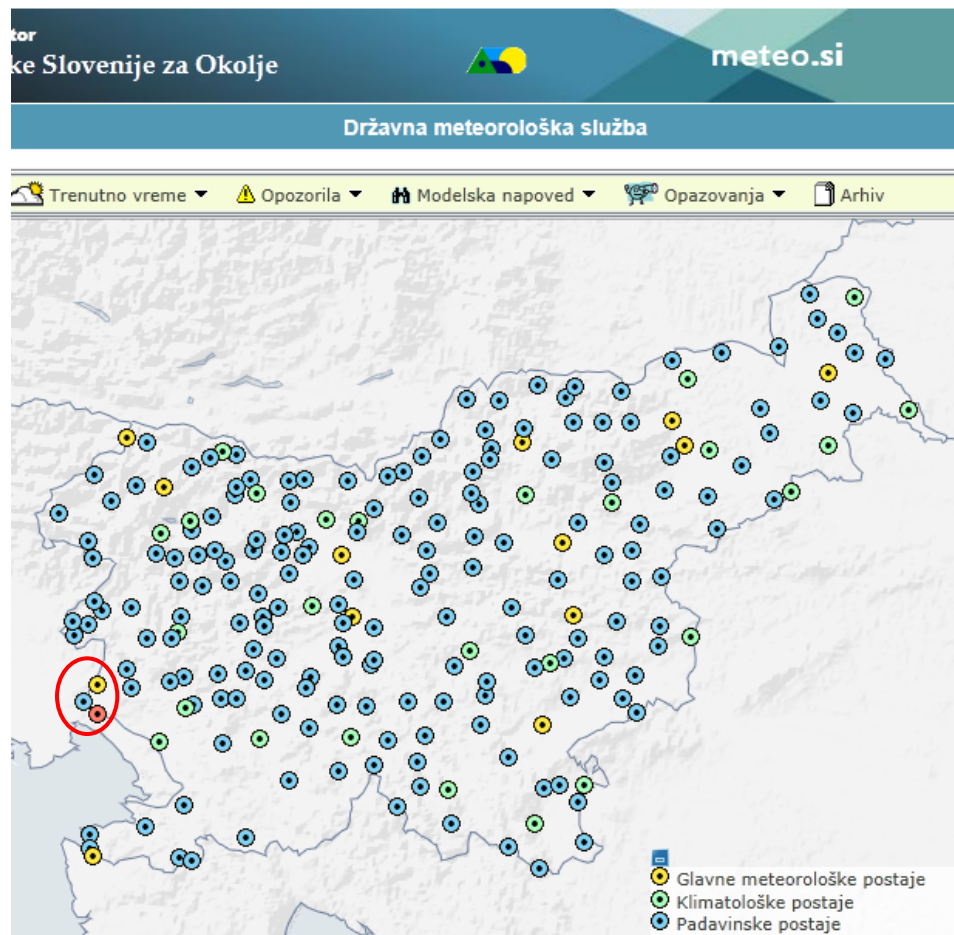 tor
ke Slovenije za Okolje
meteo.si
Državna meteorološka služba
Trenutno vreme Opozorila Modelska napoved Opazovanja Arhiv
Glavne meteorološke postaje
Klimatološke postaje
Padavinske postaje